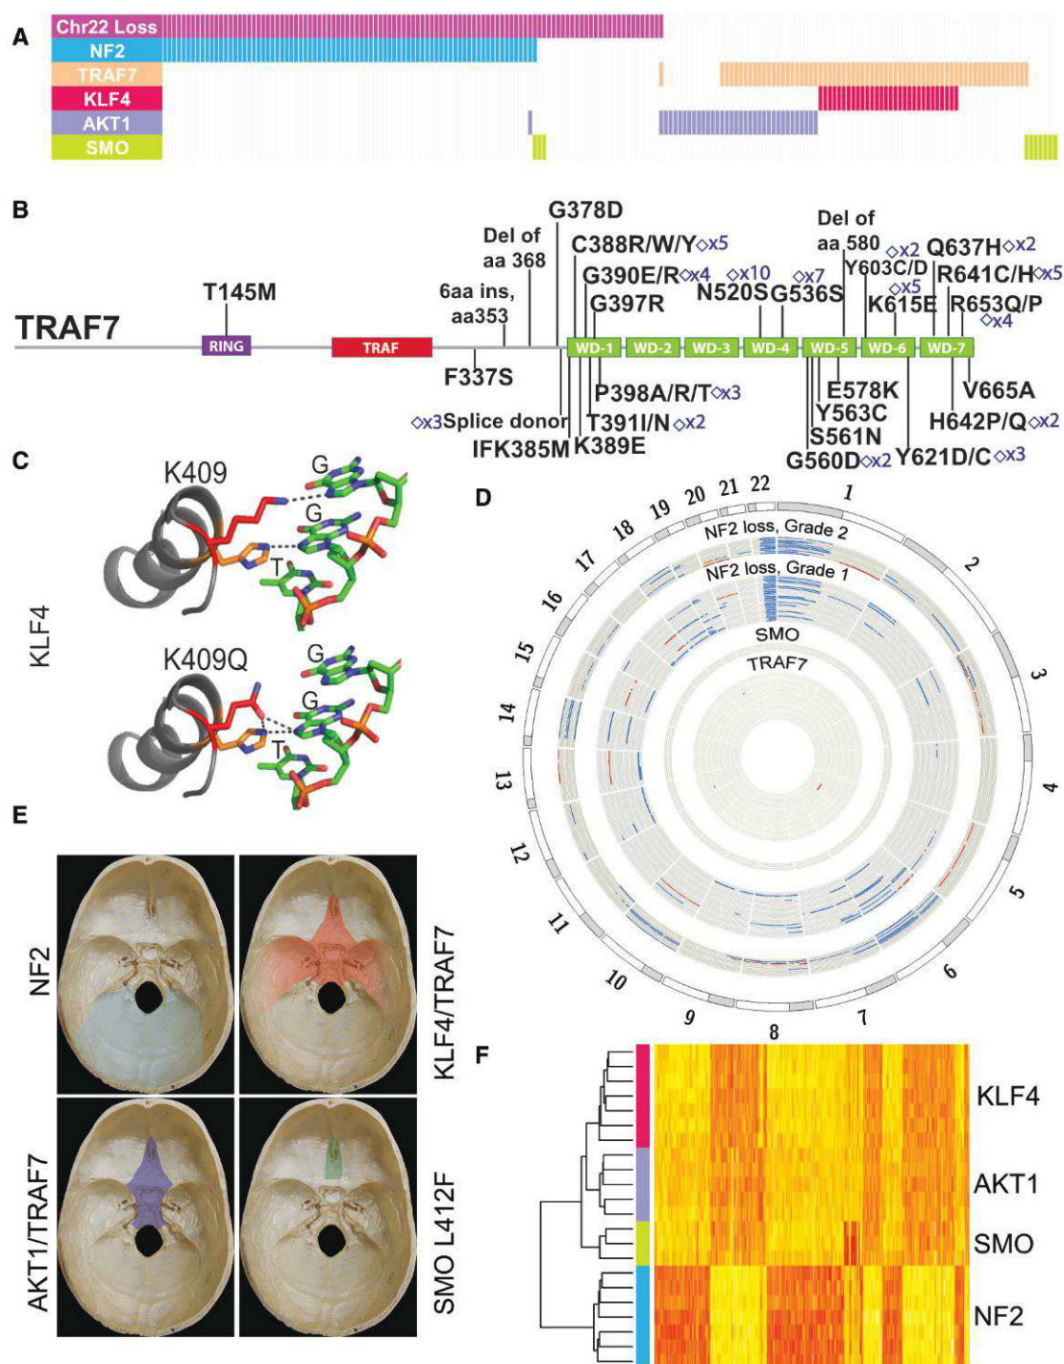 A
Chr22 Loss
NF2
TRAF7
KLF4
AKT1
SMO
B
G378D
Del of
aa 368
C388R/W/Y◇x5
G390E/R◇x4
G397R
6aa ins,
aa353
T145M
TRAF7
◇x10
N520S
◇x7
G536S
Del of
aa 580
◇x2
Y603C/D
◇x5
K615E
Q637H◇x2
R641C/H◇x5
R653Q/P
◇x4
RING
TRAF
WD-1
WD-2
WD-3
WD-4
WD-5
WD-6
WD-7
F337S
◇x3Splice donor
IFK385M
K389E
T391I/N◇x2
P398A/R/T◇x3
E578K
Y563C
S561N
G560D◇x2
Y621D/C◇x3
H642P/Q◇x2
V665A
C
KLF4
K409
G
G
T
K409Q
G
G
T
D
1
2
3
4
5
6
7
8
9
10
11
12
13
14
15
16
17
18
19
20
21
22
NF2 loss, Grade 2
NF2 loss, Grade 1
SMO
TRAF7
E
NF2
KLF4/TRAF7
AKT1/TRAF7
SMO L412F
F
KLF4
AKT1
SMO
NF2